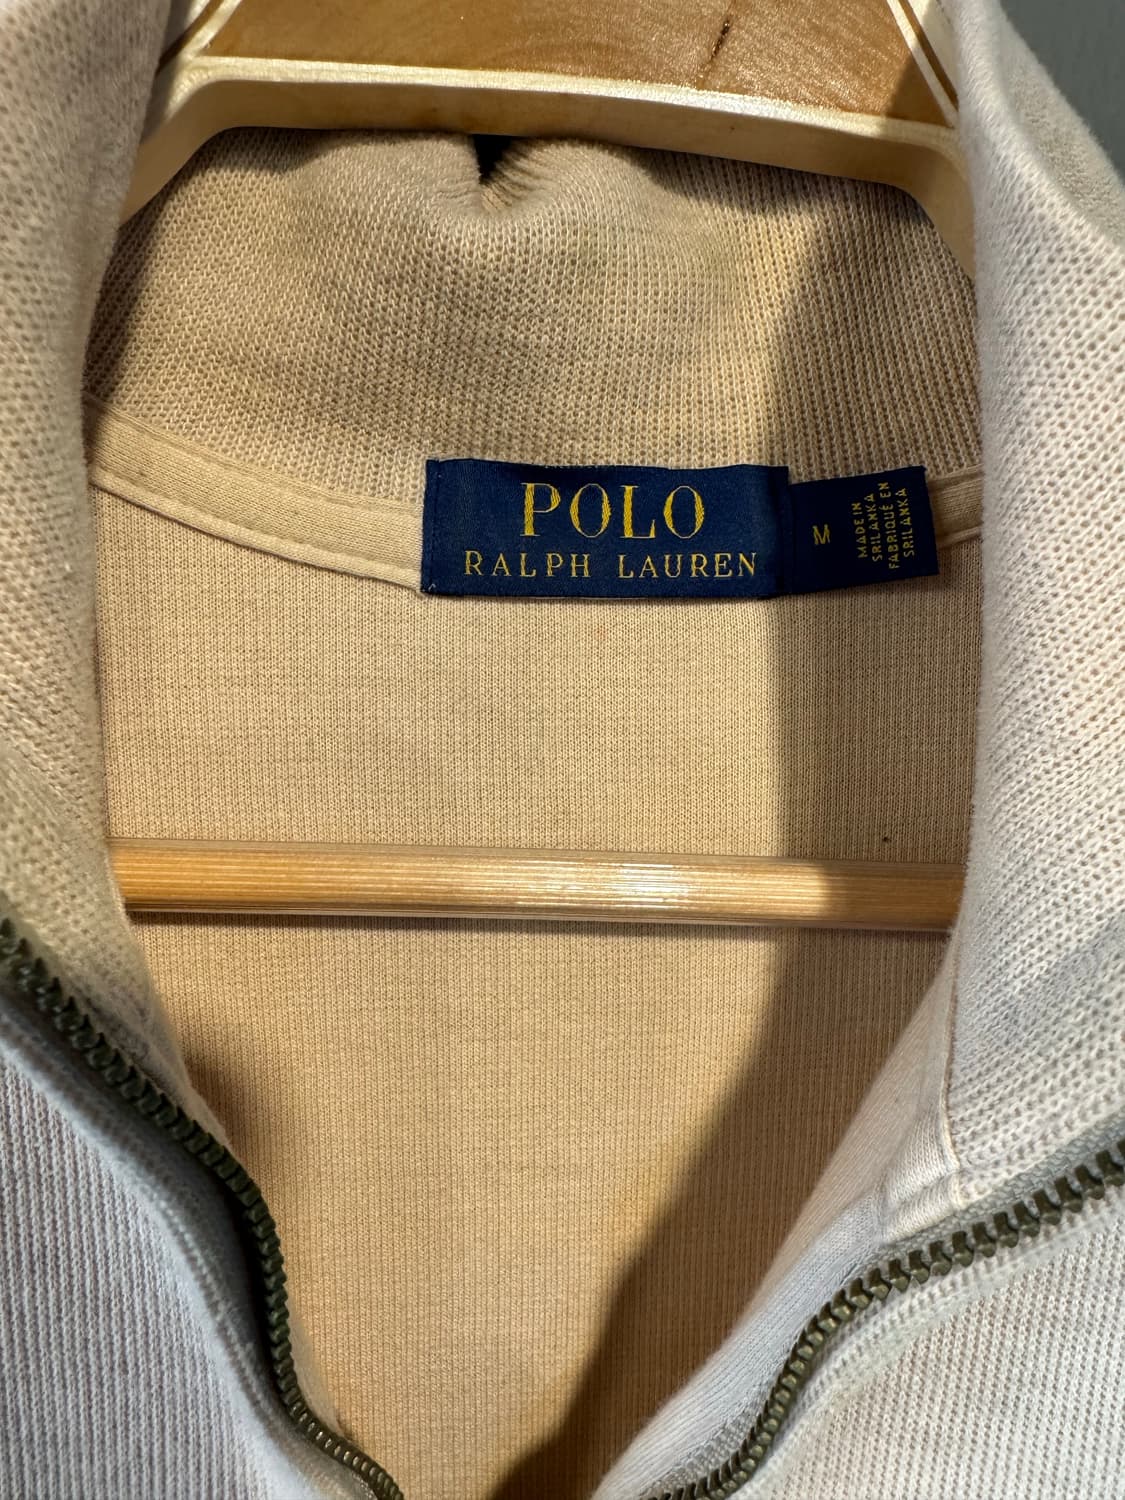 POLO
RALPH LAUREN
M
MADE IN
SRI LANKA
FABRIQUÉ EN
SRI LANKA